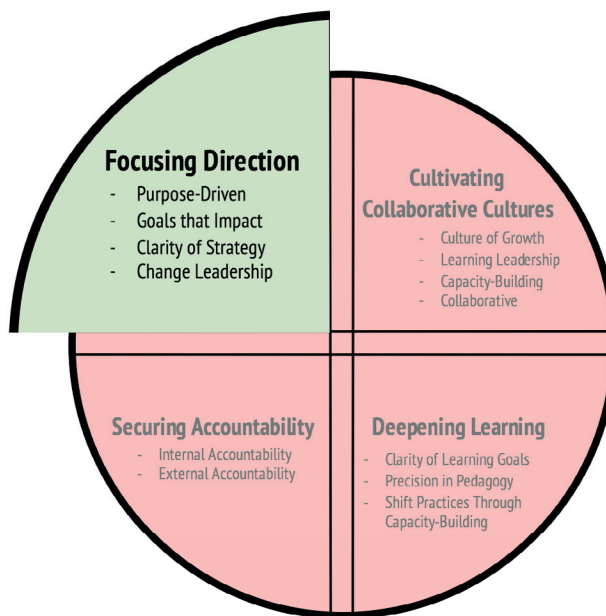 Focusing Direction
- Purpose-Driven
- Goals that Impact
- Clarity of Strategy
- Change Leadership
Cultivating
Collaborative Cultures
- Culture of Growth
- Learning Leadership
- Capacity-Building
- Collaborative
Securing Accountability
- Internal Accountability
- External Accountability
Deepening Learning
- Clarity of Learning Goals
- Precision in Pedagogy
- Shift Practices Through
Capacity-Building